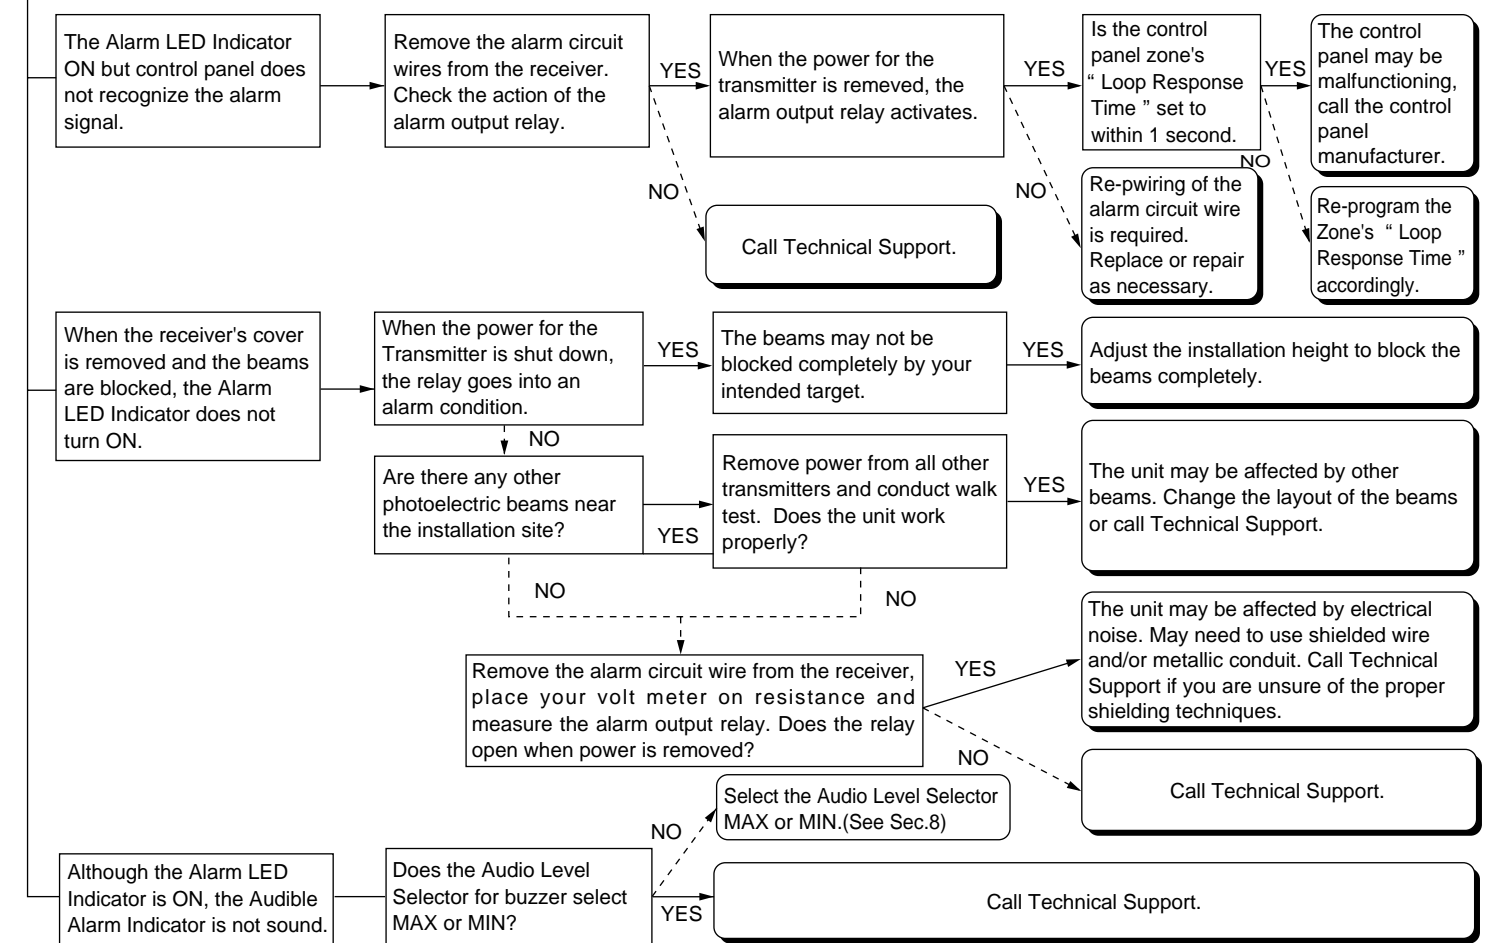 The Alarm LED Indicator
ON but control panel does
not recognize the alarm
signal.
Remove the alarm circuit
wires from the receiver.
Check the action of the
alarm output relay.
YES
NO
When the power for the
transmitter is remeved, the
alarm output relay activates.
Call Technical Support.
YES
NO
Is the control
panel zone's
“ Loop Response
Time ” set to
within 1 second.
Re-pwiring of the
alarm circuit wire
is required.
Replace or repair
as necessary.
YES
NO
The control
panel may be
malfunctioning,
call the control
panel
manufacturer.
Re-program the
Zone's “ Loop
Response Time ”
accordingly.
When the receiver's cover
is removed and the beams
are blocked, the Alarm
LED Indicator does not
turn ON.
When the power for the
Transmitter is shut down,
the relay goes into an
alarm condition.
YES
The beams may not be
blocked completely by your
intended target.
YES
Adjust the installation height to block the
beams completely.
NO
Are there any other
photoelectric beams near
the installation site?
YES
Remove power from all other
transmitters and conduct walk
test. Does the unit work
properly?
YES
The unit may be affected by other
beams. Change the layout of the beams
or call Technical Support.
NO
NO
Remove the alarm circuit wire from the receiver,
place your volt meter on resistance and
measure the alarm output relay. Does the relay
open when power is removed?
YES
The unit may be affected by electrical
noise. May need to use shielded wire
and/or metallic conduit. Call Technical
Support if you are unsure of the proper
shielding techniques.
NO
Call Technical Support.
Although the Alarm LED
Indicator is ON, the Audible
Alarm Indicator is not sound.
Does the Audio Level
Selector for buzzer select
MAX or MIN?
NO
Select the Audio Level Selector
MAX or MIN.(See Sec.8)
YES
Call Technical Support.